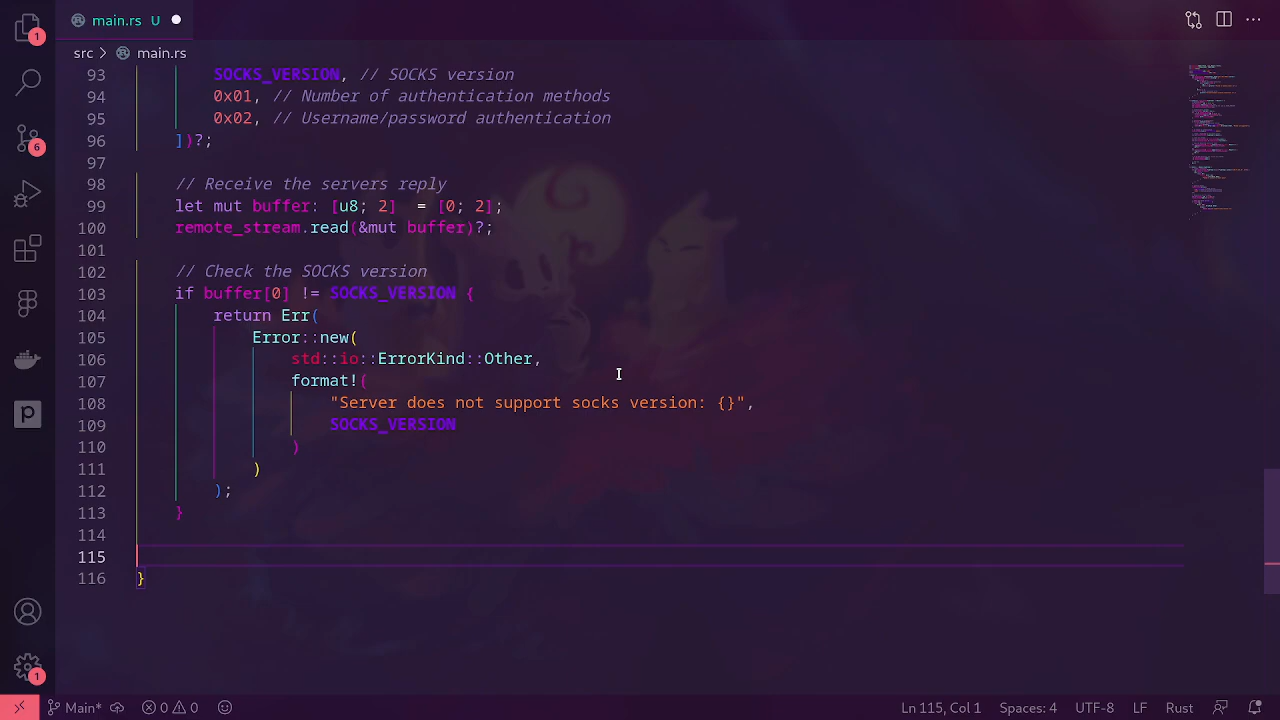 main.rs U
src > main.rs
93 SOCKS_VERSION, // SOCKS version
94 0x01, // Number of authentication methods
95 0x02, // Username/password authentication
96 ])?;
97
98 // Receive the servers reply
99 let mut buffer: [u8; 2]  = [0; 2];
100 remote_stream.read(&mut buffer)?;
101
102 // Check the SOCKS version
103 if buffer[0] != SOCKS_VERSION {
104 return Err(
105 Error::new(
106 std::io::ErrorKind::Other,
107 format!(
108 "Server does not support socks version: {}",
109 SOCKS_VERSION
110 )
111 )
112 );
113 }
114
115
116 }
1
6
1
Main* 0 0 Ln 115, Col 1 Spaces: 4 UTF-8 LF Rust